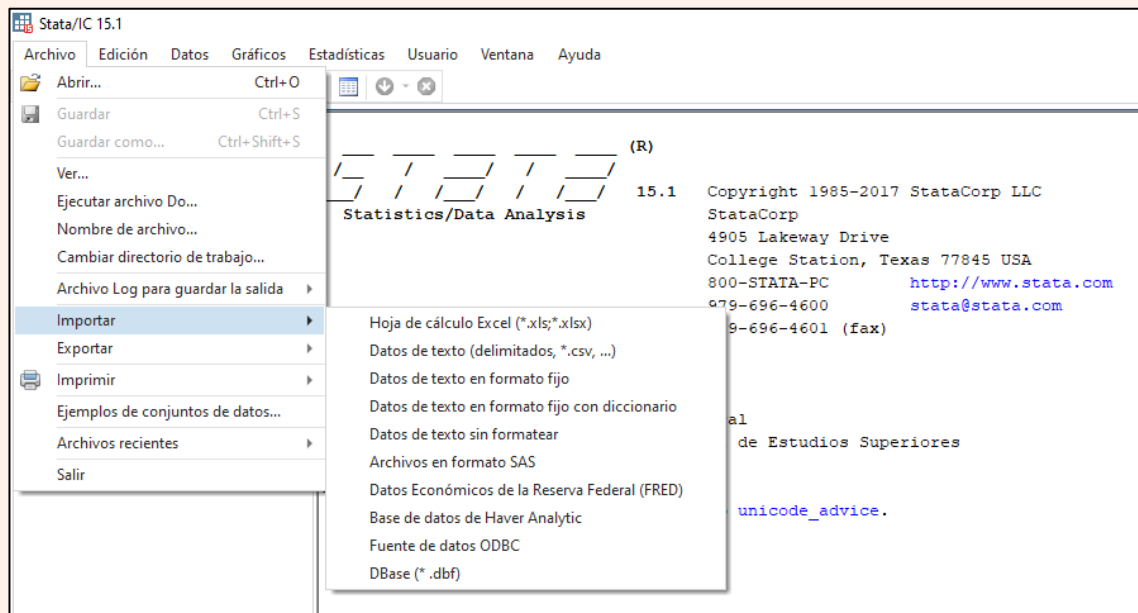 Stata/IC 15.1
Archivo Edición Datos Gráficos Estadísticas Usuario Ventana Ayuda
Abrir... Ctrl+O
Guardar Ctrl+S
Guardar como... Ctrl+Shift+S
Ver...
Ejecutar archivo Do...
Nombre de archivo...
Cambiar directorio de trabajo...
Archivo Log para guardar la salida
Importar
Exportar
Imprimir
Ejemplos de conjuntos de datos...
Archivos recientes
Salir
Hoja de cálculo Excel (*.xls;*.xlsx)
Datos de texto (delimitados, *.csv, ...)
Datos de texto en formato fijo
Datos de texto en formato fijo con diccionario
Datos de texto sin formatear
Archivos en formato SAS
Datos Económicos de la Reserva Federal (FRED)
Base de datos de Haver Analytic
Fuente de datos ODBC
DBase (* .dbf)
(R)
STATA
15.1 Copyright 1985-2017 StataCorp LLC
Statistics/Data Analysis StataCorp
4905 Lakeway Drive
College Station, Texas 77845 USA
800-STATA-PC http://www.stata.com
979-696-4600 stata@stata.com
9-696-4601 (fax)
al
de Estudios Superiores
unicode_advice.